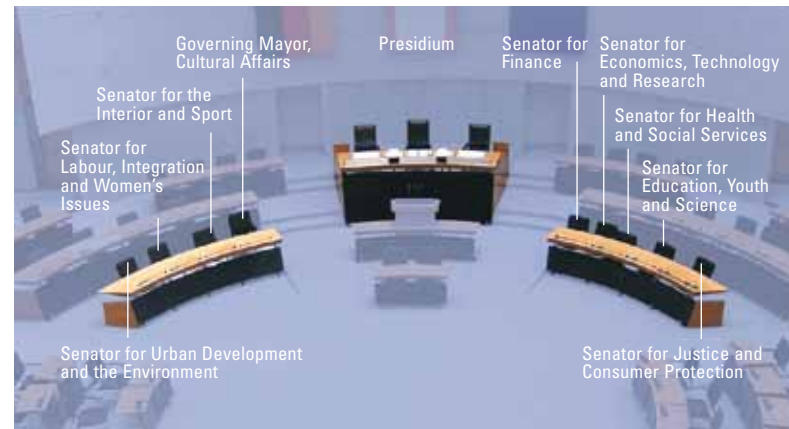 Governing Mayor,
Cultural Affairs
Presidium
Senator for
Finance
Senator for
Economics, Technology
and Research
Senator for the
Interior and Sport
Senator for Health
and Social Services
Senator for
Labour, Integration
and Women's
Issues
Senator for
Education, Youth
and Science
Senator for Urban Development
and the Environment
Senator for Justice and
Consumer Protection